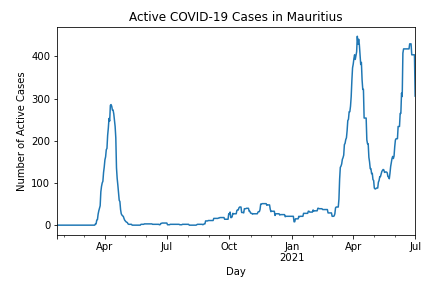 Active COVID-19 Cases in Mauritius
Number of Active Cases
400
300
200
100
0
Apr Jul Oct Jan Apr Jul
2021
Day